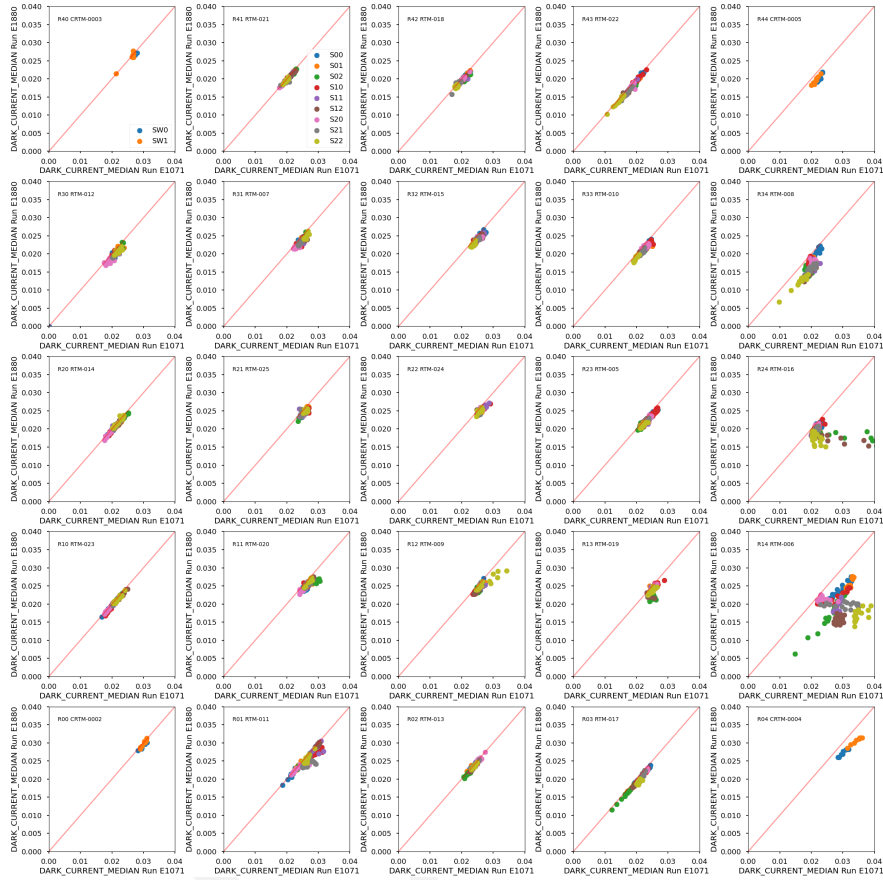 R40 CRTM-0003
R41 RTM-021
R42 RTM-018
R43 RTM-022
R44 CRTM-0005
SW0
SW1
S00
S01
S02
S10
S11
S12
S20
S21
S22
0.040
0.035
0.030
0.025
0.020
0.015
0.010
0.005
0.000
0.00 0.01 0.02 0.03 0.04
DARK_CURRENT_MEDIAN Run E1880
DARK_CURRENT_MEDIAN Run E1071
R30 RTM-012
R31 RTM-007
R32 RTM-015
R33 RTM-010
R34 RTM-008
R20 RTM-014
R21 RTM-025
R22 RTM-024
R23 RTM-005
R24 RTM-016
R10 RTM-023
R11 RTM-020
R12 RTM-009
R13 RTM-019
R14 RTM-006
R00 CRTM-0002
R01 RTM-011
R02 RTM-013
R03 RTM-017
R04 CRTM-0004